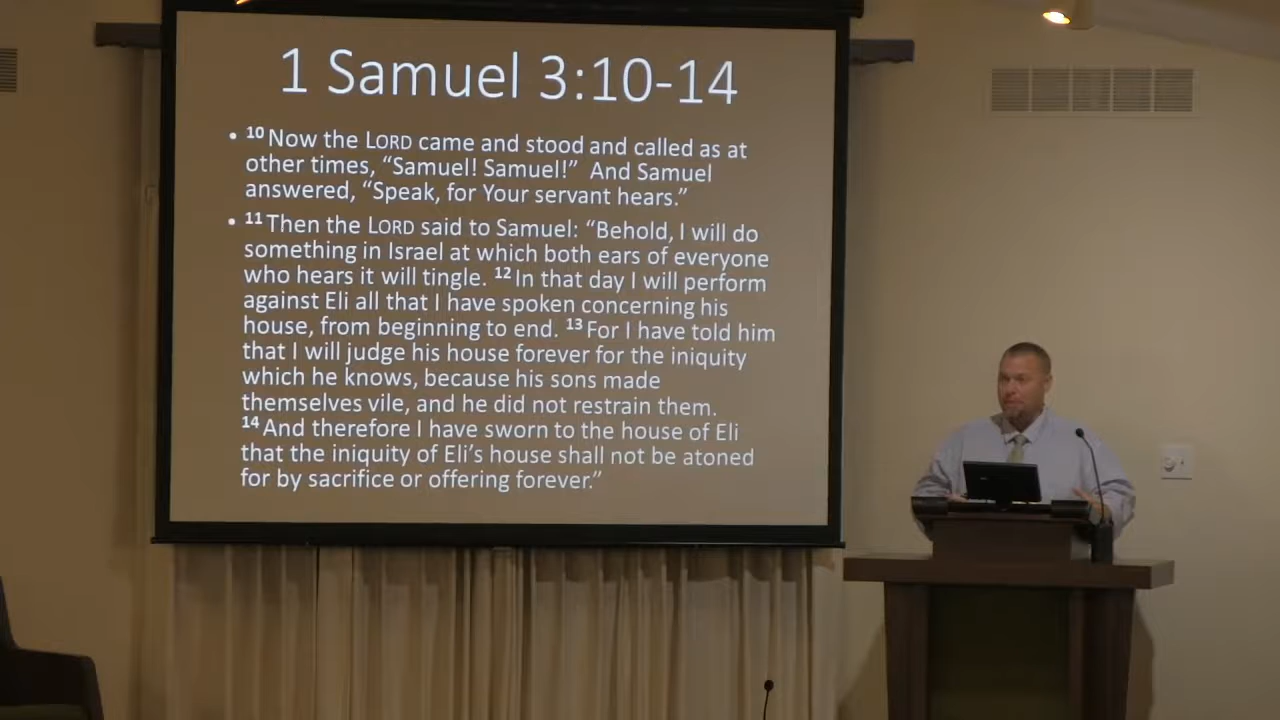 1 Samuel 3:10-14
• 10 Now the LORD came and stood and called as at
other times, “Samuel! Samuel!” And Samuel
answered, “Speak, for Your servant hears.”
• 11 Then the LORD said to Samuel: “Behold, I will do
something in Israel at which both ears of everyone
who hears it will tingle. 12 In that day I will perform
against Eli all that I have spoken concerning his
house, from beginning to end. 13 For I have told him
that I will judge his house forever for the iniquity
which he knows, because his sons made
themselves vile, and he did not restrain them.
14 And therefore I have sworn to the house of Eli
that the iniquity of Eli’s house shall not be atoned
for by sacrifice or offering forever.”